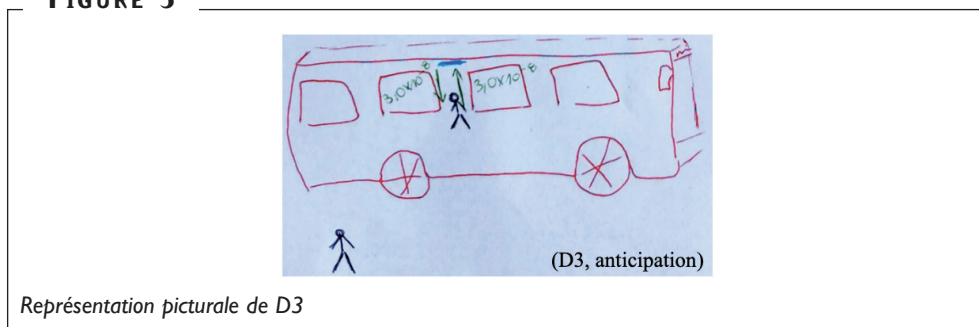 FIGURE 3
3,0x10^8
3,0x10^-8
(D3, anticipation)
Représentation picturale de D3